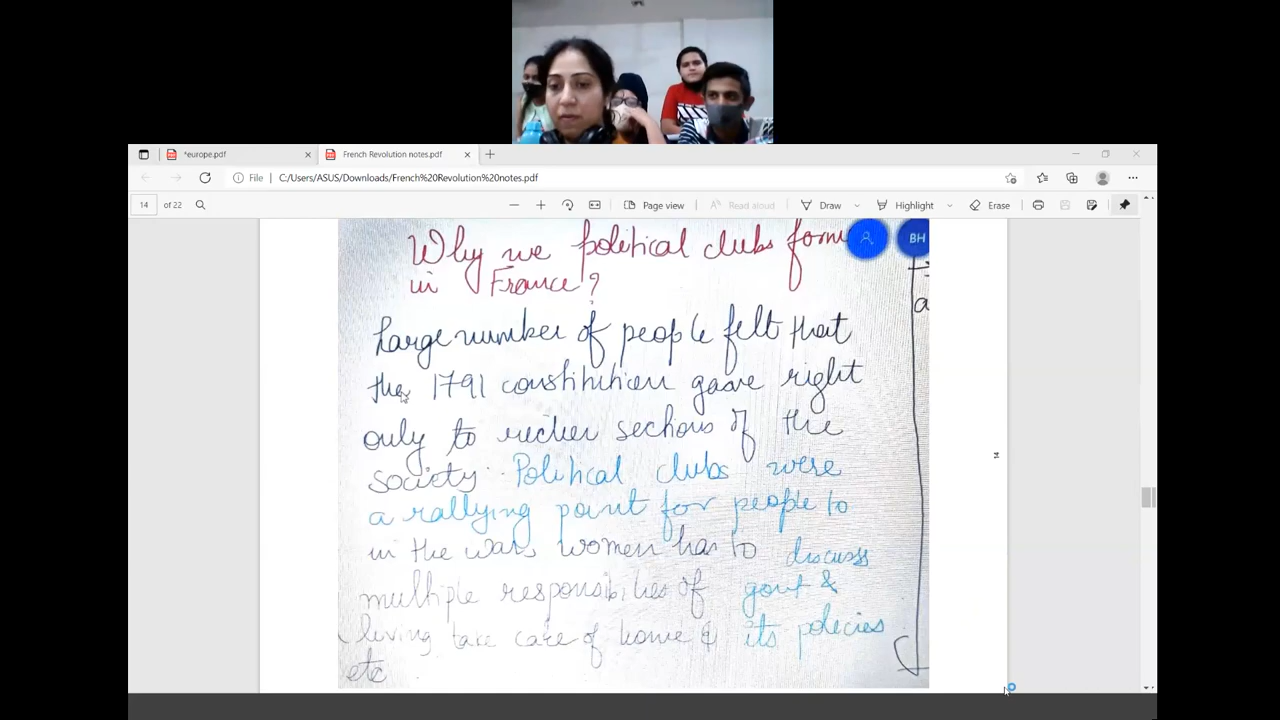 *europe.pdf
French Revolution notes.pdf
File C:/Users/ASUS/Downloads/French%20Revolution%20notes.pdf
14 of 22 Page view Read aloud Draw Highlight Erase
Why we political clubs form
in France?
BH
Large number of people felt that
the 1791 constitution gave right
only to richer sections of the
society. Political clubs were
a rallying point for people to
in the wars women has to discuss
multiple responsibilities of govt &
living take care of home & its policies
etc
a
14